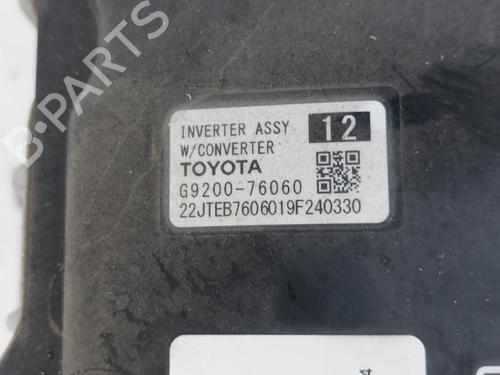 B-PARTS
INVERTER ASSY 12
W/CONVERTER
TOYOTA
G9200-76060
22JTEB7606019F240330